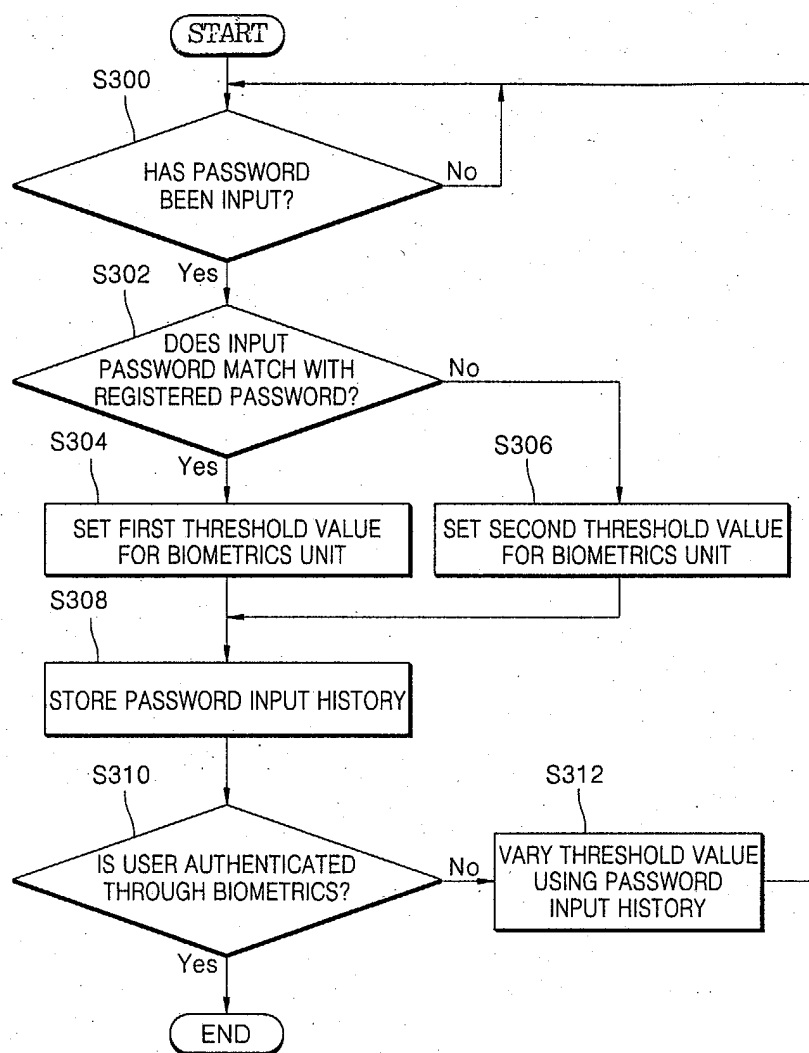 START
S300
HAS PASSWORD
BEEN INPUT?
No
Yes
S302
DOES INPUT
PASSWORD MATCH WITH
REGISTERED PASSWORD?
No
Yes
S304
SET FIRST THRESHOLD VALUE
FOR BIOMETRICS UNIT
S306
SET SECOND THRESHOLD VALUE
FOR BIOMETRICS UNIT
S308
STORE PASSWORD INPUT HISTORY
S310
IS USER AUTHENTICATED
THROUGH BIOMETRICS?
No
S312
VARY THRESHOLD VALUE
USING PASSWORD
INPUT HISTORY
Yes
END